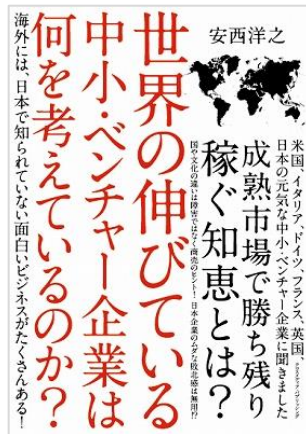 安西洋之
米国、イタリア、ドイツ、フランス、英国、
日本の元気な中小・ベンチャー企業に聞きました
成熟市場で勝ち残り
稼ぐ知恵とは？
国や文化の違いは障害ではなく商売のヒント！日本企業のムダな敗北感は無用!?
世界の伸びている
中小・ベンチャー企業は
何を考えているのか？
海外には、日本で知られていない面白いビジネスがたくさんある！